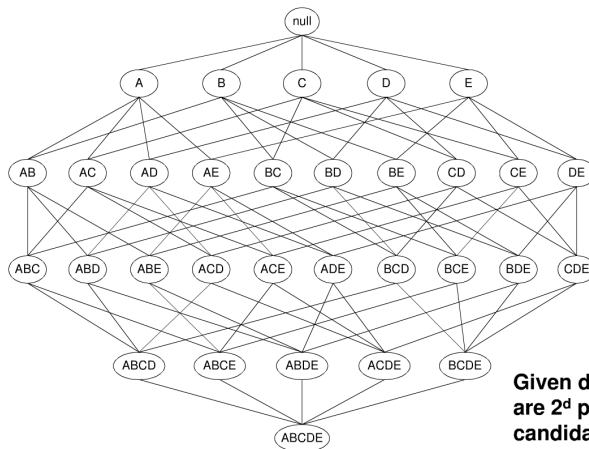 null
A B C D E
AB AC AD AE BC BD BE CD CE DE
ABC ABD ABE ACD ACE ADE BCD BCE BDE CDE
ABCD ABCE ABDE ACDE BCDE
ABCDE
Given d
are 2ᵈ p
candida